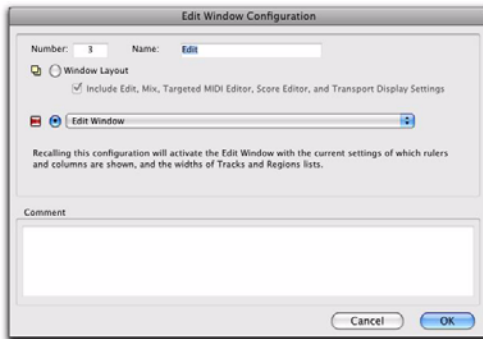 Edit Window Configuration
Number: 3 Name: Edit
Window Layout
Include Edit, Mix, Targeted MIDI Editor, Score Editor, and Transport Display Settings
Edit Window
Recalling this configuration will activate the Edit Window with the current settings of which rulers
and columns are shown, and the widths of Tracks and Regions lists.
Comment
Cancel OK